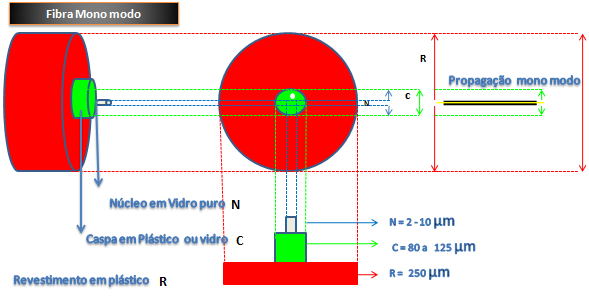 Fibra Mono modo
R
Propagação mono modo
C
N
Núcleo em Vidro puro N
Caspa em Plástico ou vidro C
Revestimento em plástico R
N = 2 - 10 µm
C = 80 a 125 µm
R = 250 µm